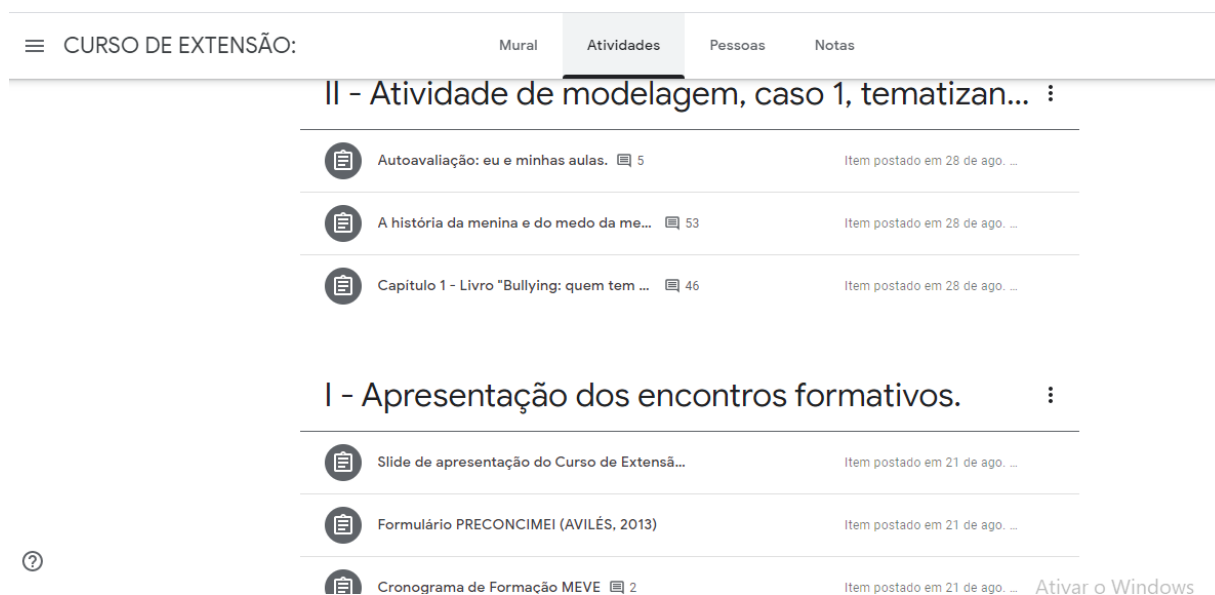 CURSO DE EXTENSÃO: Mural Atividades Pessoas Notas
II - Atividade de modelagem, caso 1, tematizan...
Autoavaliação: eu e minhas aulas. 5 Item postado em 28 de ago. ...
A história da menina e do medo da me... 53 Item postado em 28 de ago. ...
Capítulo 1 - Livro "Bullying: quem tem ... 46 Item postado em 28 de ago. ...
I - Apresentação dos encontros formativos.
Slide de apresentação do Curso de Extensã... Item postado em 21 de ago. ...
Formulário PRECONCIMEI (AVILÉS, 2013) Item postado em 21 de ago. ...
Cronograma de Formação MEVE 2 Item postado em 21 de ago. ... Ativar o Windows